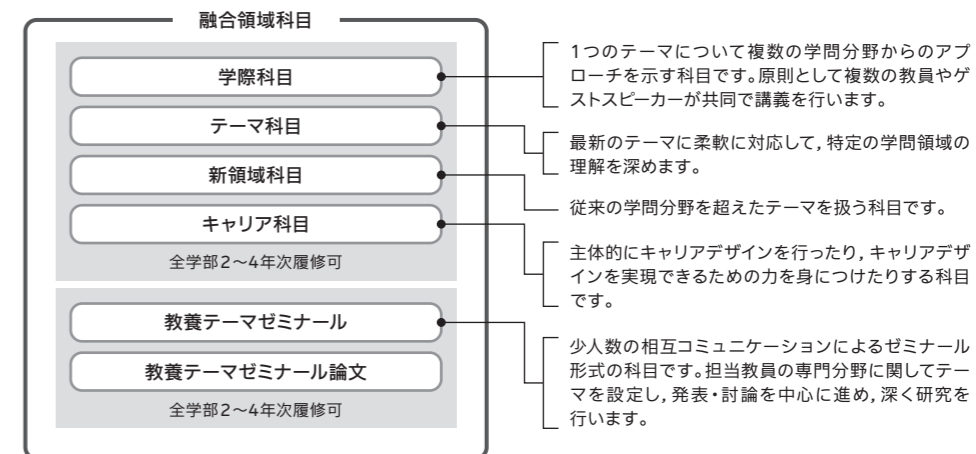 融合領域科目
学際科目
テーマ科目
新領域科目
キャリア科目
全学部2～4年次履修可
教養テーマゼミナール
教養テーマゼミナール論文
全学部2～4年次履修可
1つのテーマについて複数の学問分野からのアプ
ローチを示す科目です。原則として複数の教員やゲ
ストスピーカーが共同で講義を行います。
最新のテーマに柔軟に対応して，特定の学問領域の
理解を深めます。
従来の学問分野を超えたテーマを扱う科目です。
主体的にキャリアデザインを行ったり，キャリアデザ
インを実現できるための力を身につけたりする科目
です。
少人数の相互コミュニケーションによるゼミナール
形式の科目です。担当教員の専門分野に関してテー
マを設定し，発表・討論を中心に進め，深く研究を
行います。